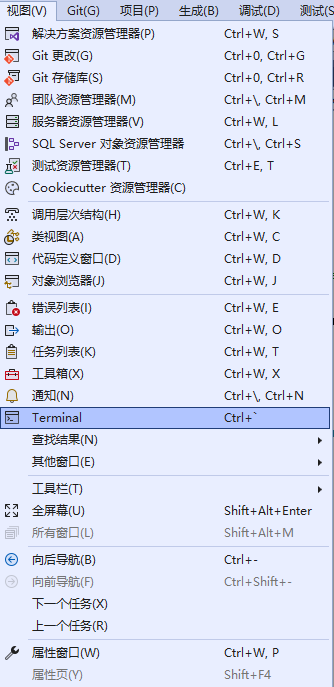 视图(V) Git(G) 项目(P) 生成(B) 调试(D) 测试(S
解决方案资源管理器(P) Ctrl+W, S
Git 更改(G) Ctrl+0, Ctrl+G
Git 存储库(S) Ctrl+0, Ctrl+R
团队资源管理器(M) Ctrl+\, Ctrl+M
服务器资源管理器(V) Ctrl+W, L
SQL Server 对象资源管理器 Ctrl+\, Ctrl+S
测试资源管理器(T) Ctrl+E, T
Cookiecutter 资源管理器(C)
调用层次结构(H) Ctrl+W, K
类视图(A) Ctrl+W, C
代码定义窗口(D) Ctrl+W, D
对象浏览器(J) Ctrl+W, J
错误列表(I) Ctrl+W, E
输出(O) Ctrl+W, O
任务列表(K) Ctrl+W, T
工具箱(X) Ctrl+W, X
通知(N) Ctrl+\, Ctrl+N
Terminal Ctrl+`
查找结果(N)
其他窗口(E)
工具栏(T)
全屏幕(U) Shift+Alt+Enter
所有窗口(L) Shift+Alt+M
向后导航(B) Ctrl+-
向前导航(F) Ctrl+Shift+-
下一个任务(X)
上一个任务(R)
属性窗口(W) Ctrl+W, P
属性页(Y) Shift+F4